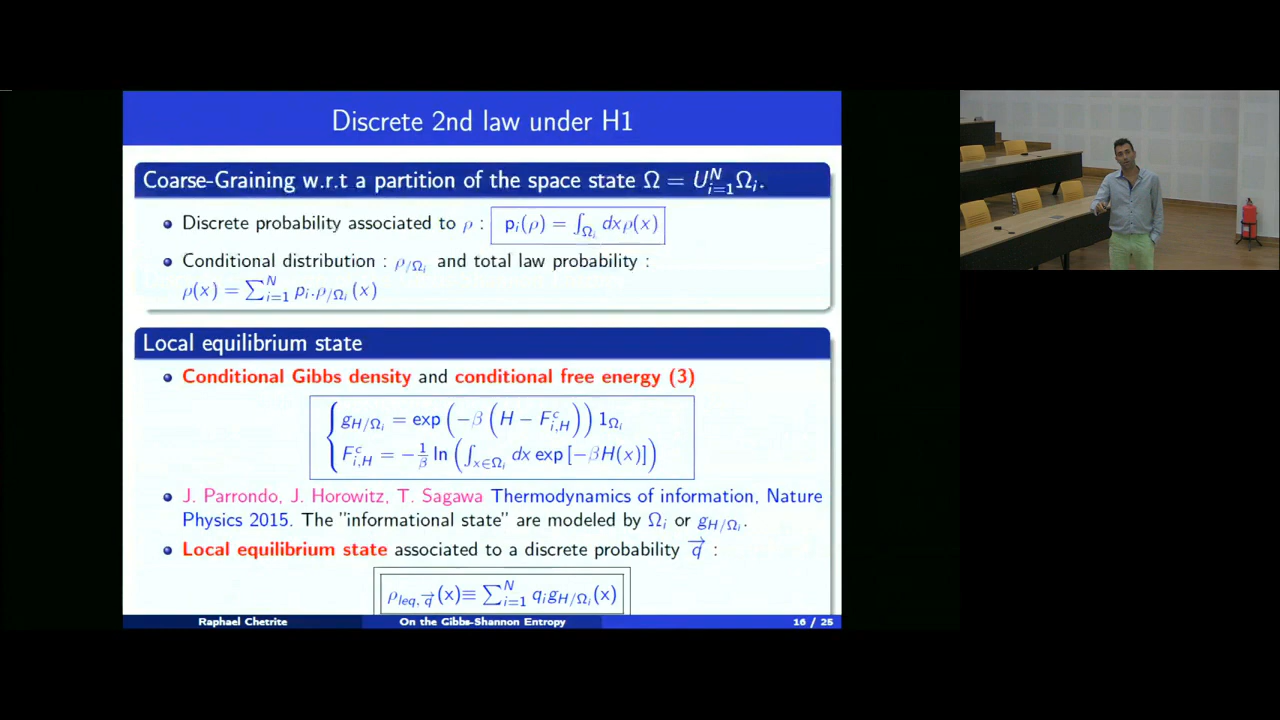 Discrete 2nd law under H1
Coarse-Graining w.r.t a partition of the space state Ω = U_{i=1}^N Ω_i.
Discrete probability associated to ρ : p_i(ρ) = ∫_{Ω_i} dxρ(x)
Conditional distribution : ρ_{/Ω_i} and total law probability :
ρ(x) = ∑_{i=1}^N p_i.ρ_{/Ω_i}(x)
Local equilibrium state
Conditional Gibbs density and conditional free energy (3)
g_{H/Ω_i} = exp(−β(H − F^c_{i,H})) 1_{Ω_i}
F^c_{i,H} = −1/β ln(∫_{x∈Ω_i} dx exp[−βH(x)])
J. Parrondo, J. Horowitz, T. Sagawa Thermodynamics of information, Nature
Physics 2015. The "informational state" are modeled by Ω_i or g_{H/Ω_i}.
Local equilibrium state associated to a discrete probability q⃗ :
ρ_{leq,q⃗}(x)≡ ∑_{i=1}^N q_i g_{H/Ω_i}(x)
Raphael Chetrite On the Gibbs-Shannon Entropy 16 / 25